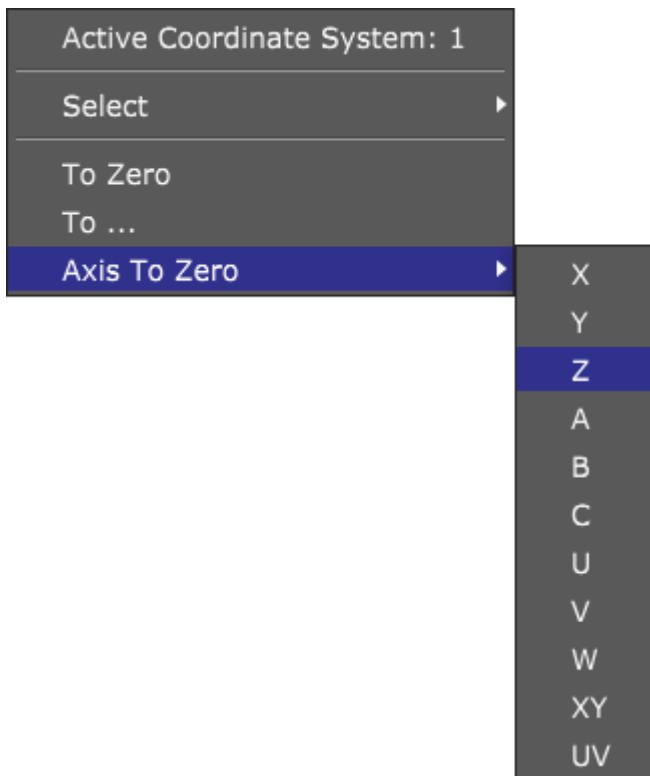 Active Coordinate System: 1
Select
To Zero
To ...
Axis To Zero
X
Y
Z
A
B
C
U
V
W
XY
UV